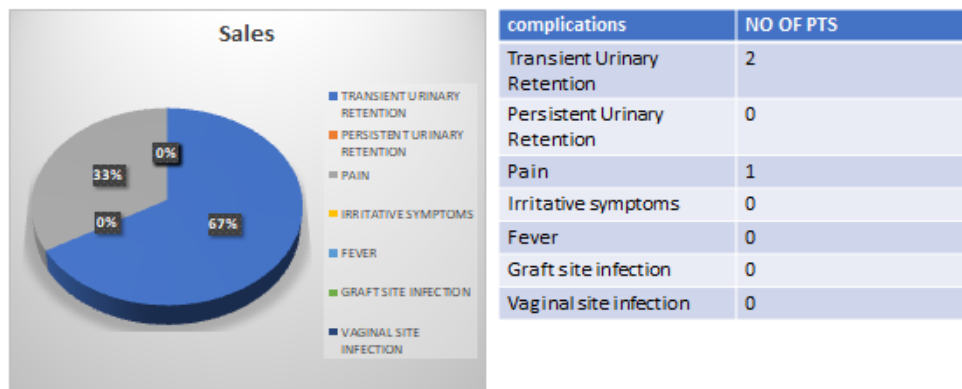 Sales
0%
33%
0%
67%
TRANSIENT URINARY
RETENTION
PERSISTENT URINARY
RETENTION
PAIN
IRRITATIVE SYMPTOMS
FEVER
GRAFT SITE INFECTION
VAGINAL SITE
INFECTION
complications NO OF PTS
Transient Urinary 2
Retention
Persistent Urinary 0
Retention
Pain 1
Irritative symptoms 0
Fever 0
Graft site infection 0
Vaginal site infection 0